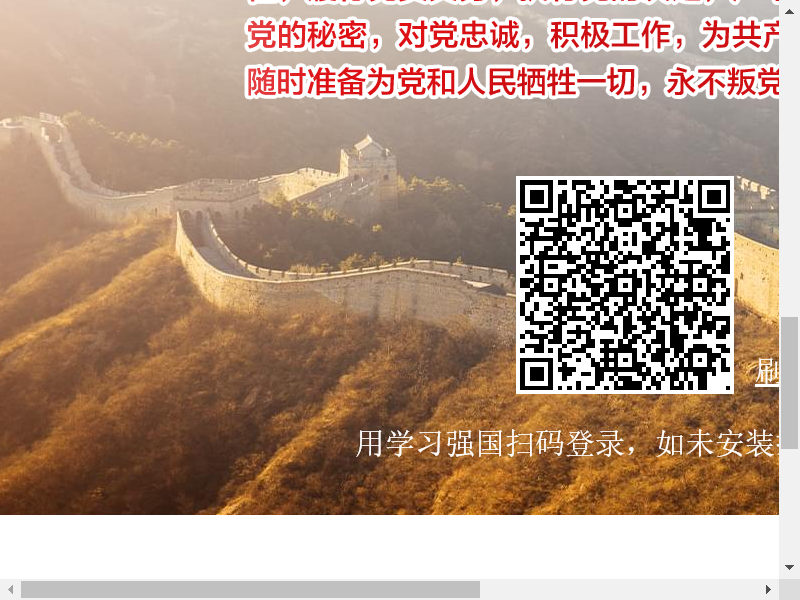 党的秘密，对党忠诚，积极工作，为共产
随时准备为党和人民牺牲一切，永不叛党
刷
用学习强国扫码登录，如未安装